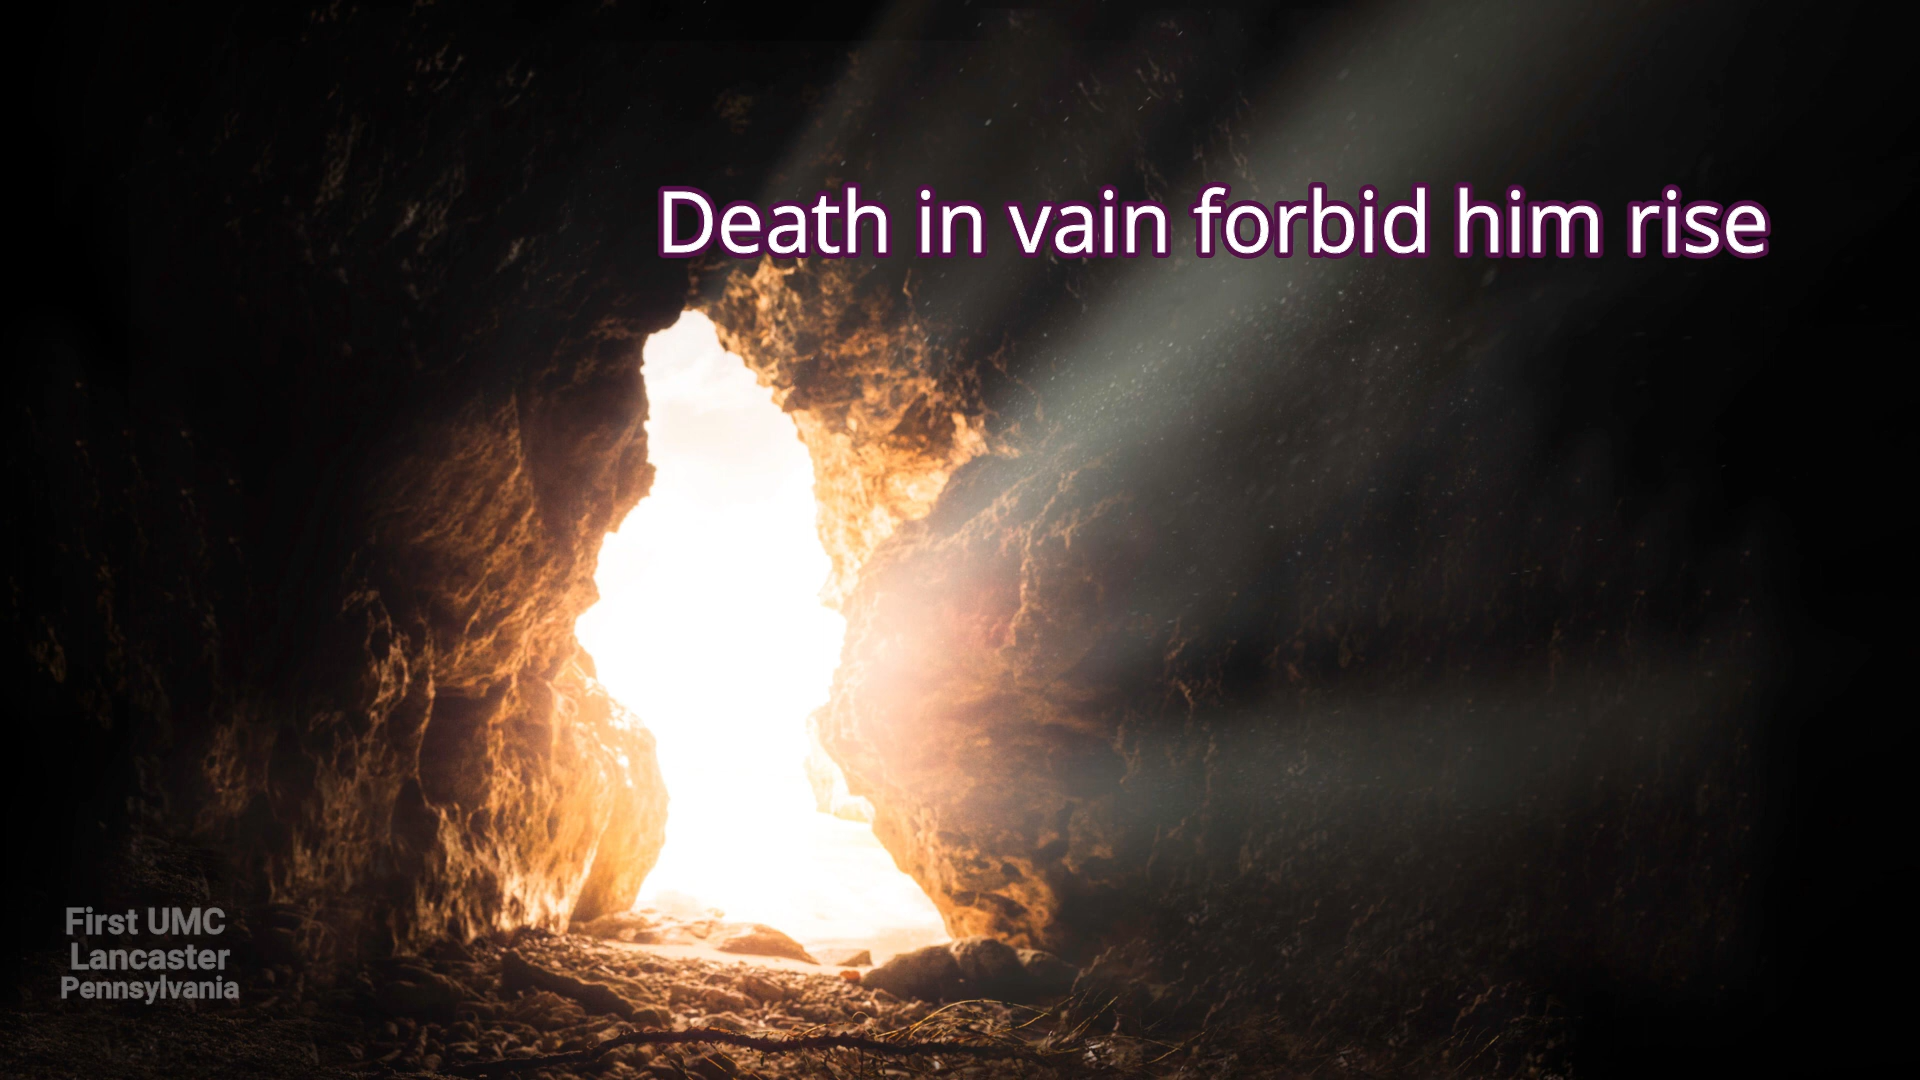 Death in vain forbid him rise
First UMC
Lancaster
Pennsylvania